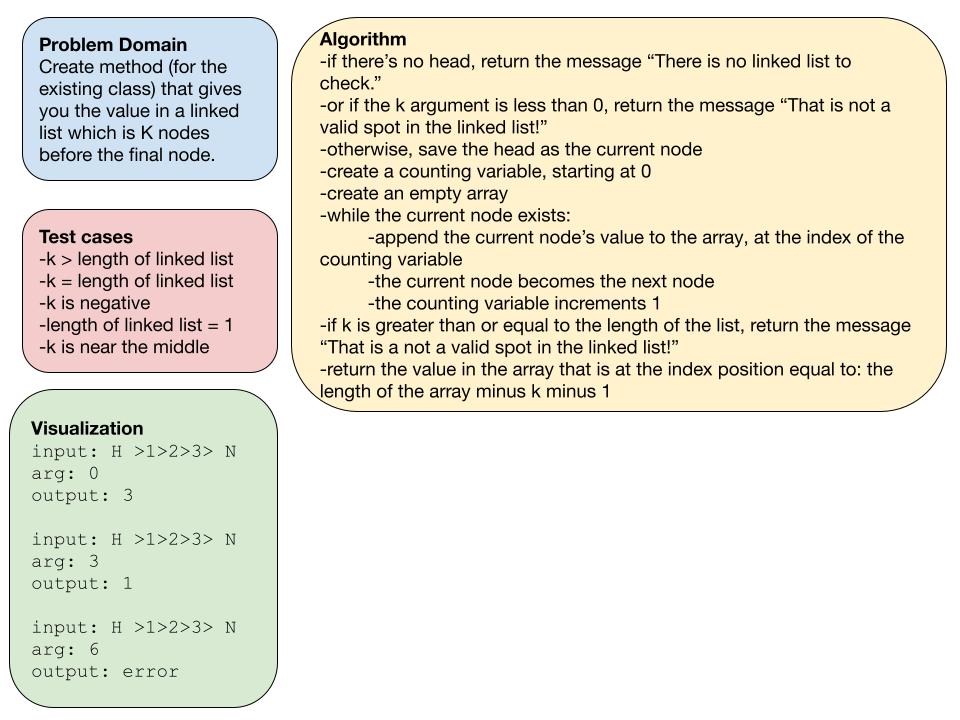 Problem Domain
Create method (for the
existing class) that gives
you the value in a linked
list which is K nodes
before the final node.
Test cases
-k > length of linked list
-k = length of linked list
-k is negative
-length of linked list = 1
-k is near the middle
Visualization
input: H >1>2>3> N
arg: 0
output: 3
input: H >1>2>3> N
arg: 3
output: 1
input: H >1>2>3> N
arg: 6
output: error
Algorithm
-if there’s no head, return the message “There is no linked list to
check.”
-or if the k argument is less than 0, return the message “That is not a
valid spot in the linked list!”
-otherwise, save the head as the current node
-create a counting variable, starting at 0
-create an empty array
-while the current node exists:
-append the current node’s value to the array, at the index of the
counting variable
-the current node becomes the next node
-the counting variable increments 1
-if k is greater than or equal to the length of the list, return the message
“That is a not a valid spot in the linked list!”
-return the value in the array that is at the index position equal to: the
length of the array minus k minus 1